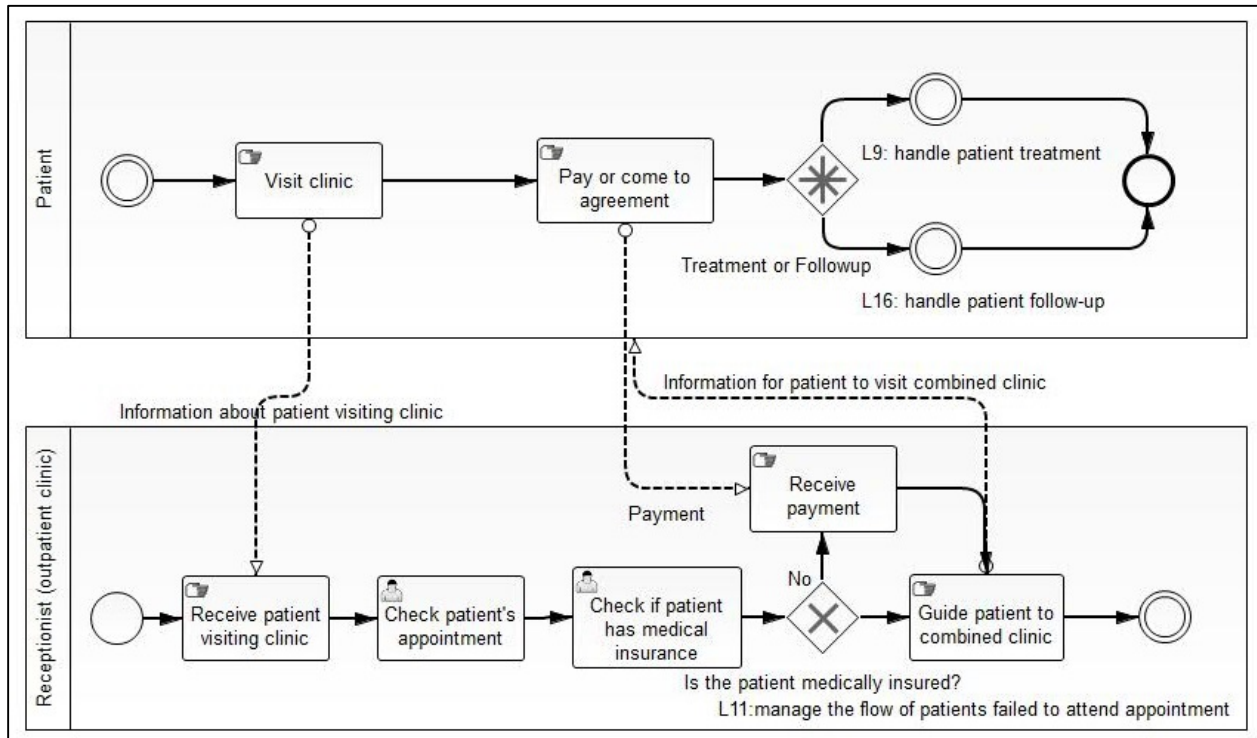 Patient
Visit clinic
Pay or come to
agreement
L9: handle patient treatment
Treatment or Followup
L16: handle patient follow-up
Information for patient to visit combined clinic
Information about patient visiting clinic
Receptionist (outpatient clinic)
Receive
payment
Payment
No
Receive patient
visiting clinic
Check patient's
appointment
Check if patient
has medical
insurance
Guide patient to
combined clinic
Is the patient medically insured?
L11:manage the flow of patients failed to attend appointment